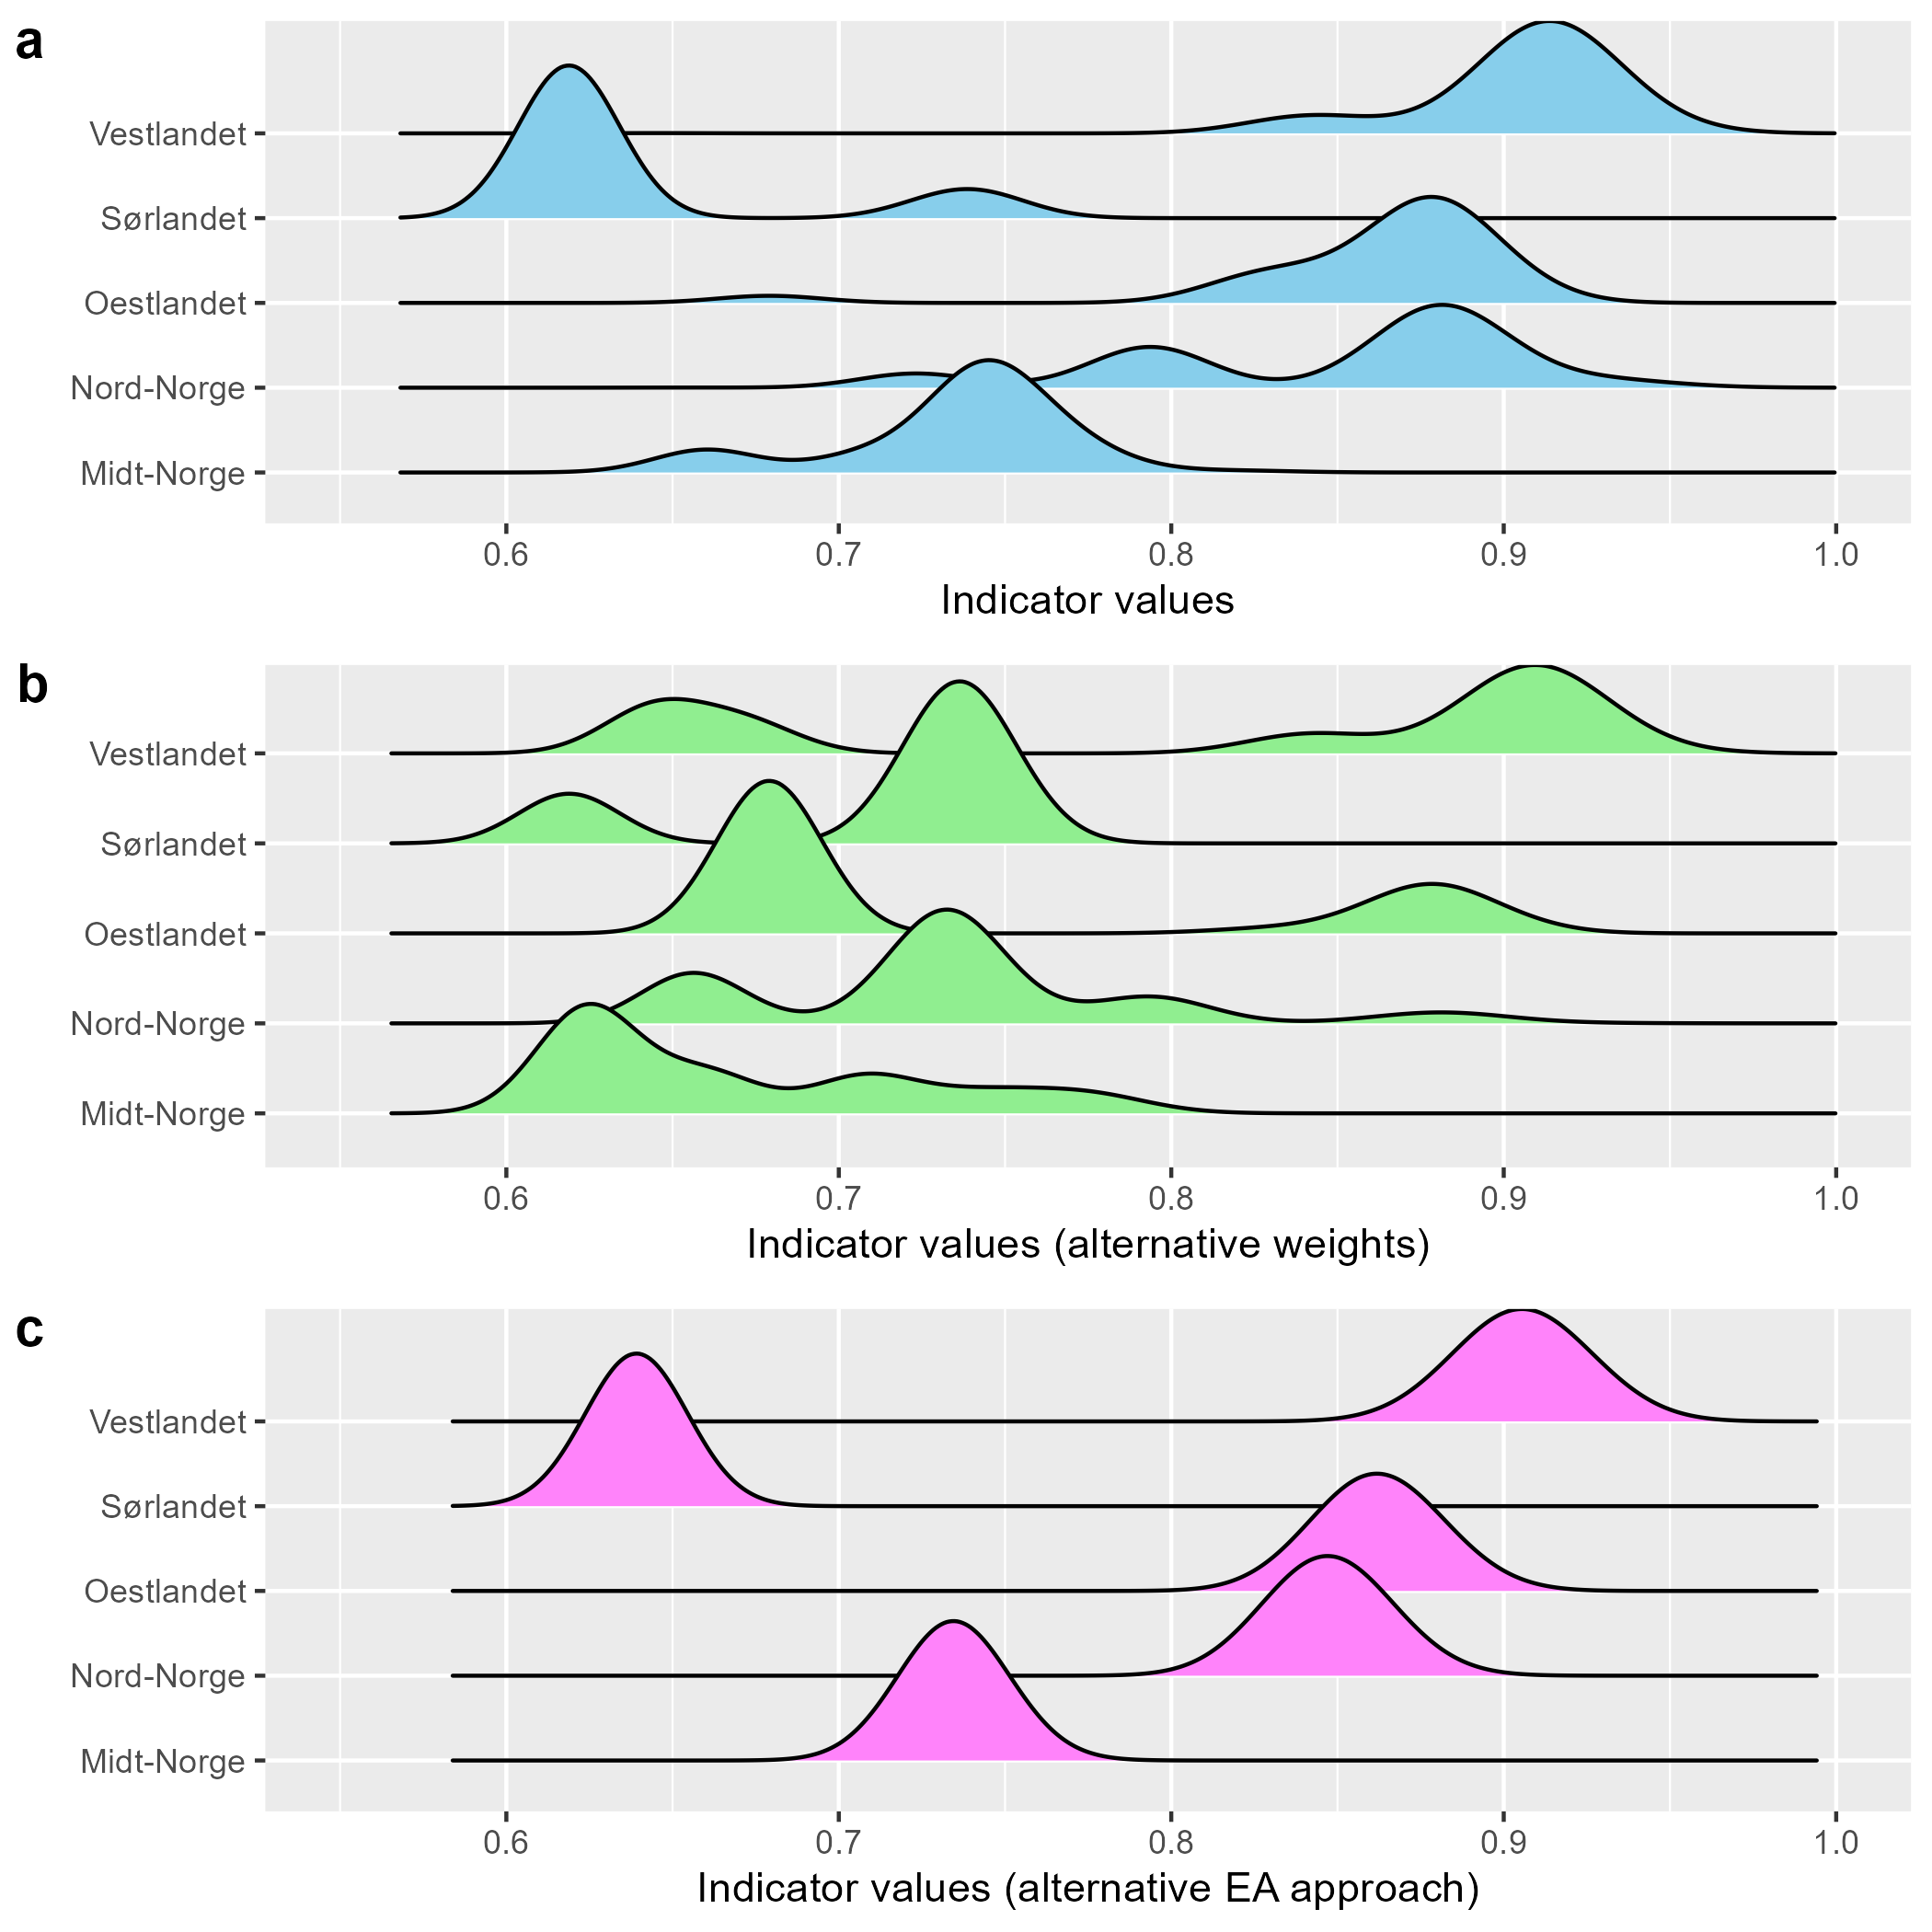 a
Vestlandet
Sørlandet
Oestlandet
Nord-Norge
Midt-Norge
0.6 0.7 0.8 0.9 1.0
Indicator values
b
Vestlandet
Sørlandet
Oestlandet
Nord-Norge
Midt-Norge
0.6 0.7 0.8 0.9 1.0
Indicator values (alternative weights)
c
Vestlandet
Sørlandet
Oestlandet
Nord-Norge
Midt-Norge
0.6 0.7 0.8 0.9 1.0
Indicator values (alternative EA approach)